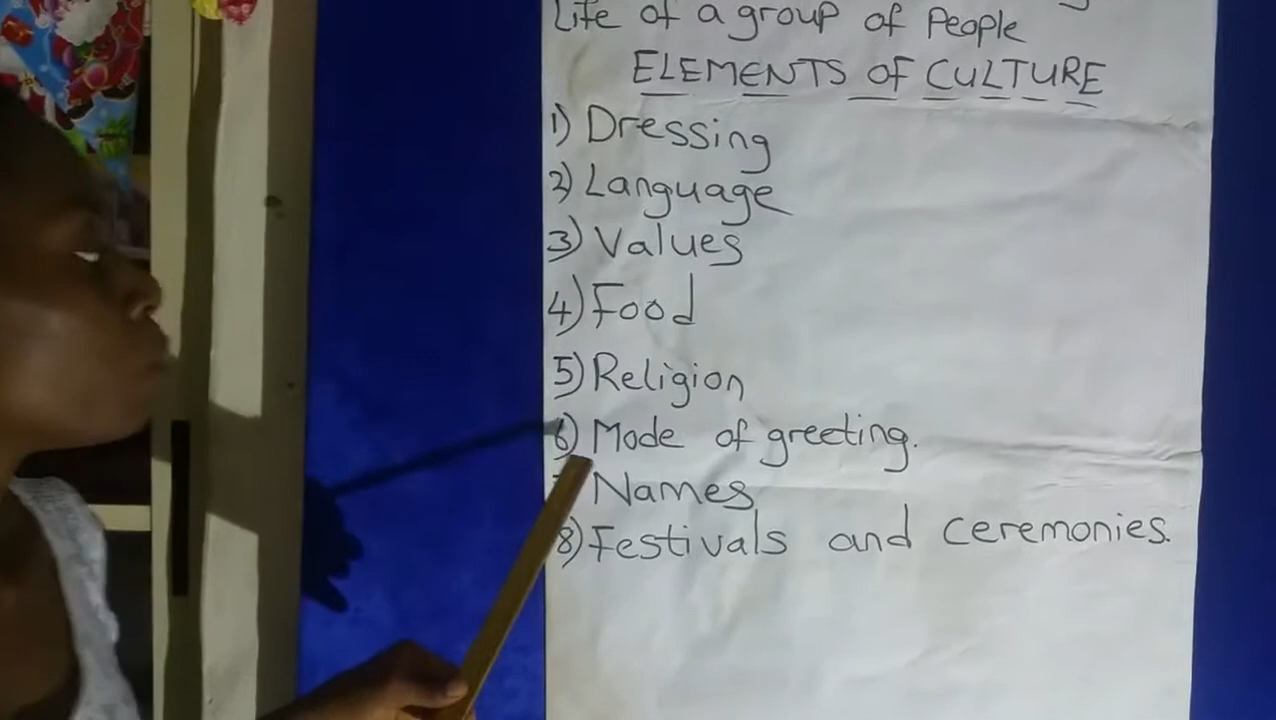 Life of a group of People
ELEMENTS OF CULTURE
1) Dressing
2) Language
3) Values
4) Food
5) Religion
6) Mode of greeting.
Names
8) Festivals and ceremonies.